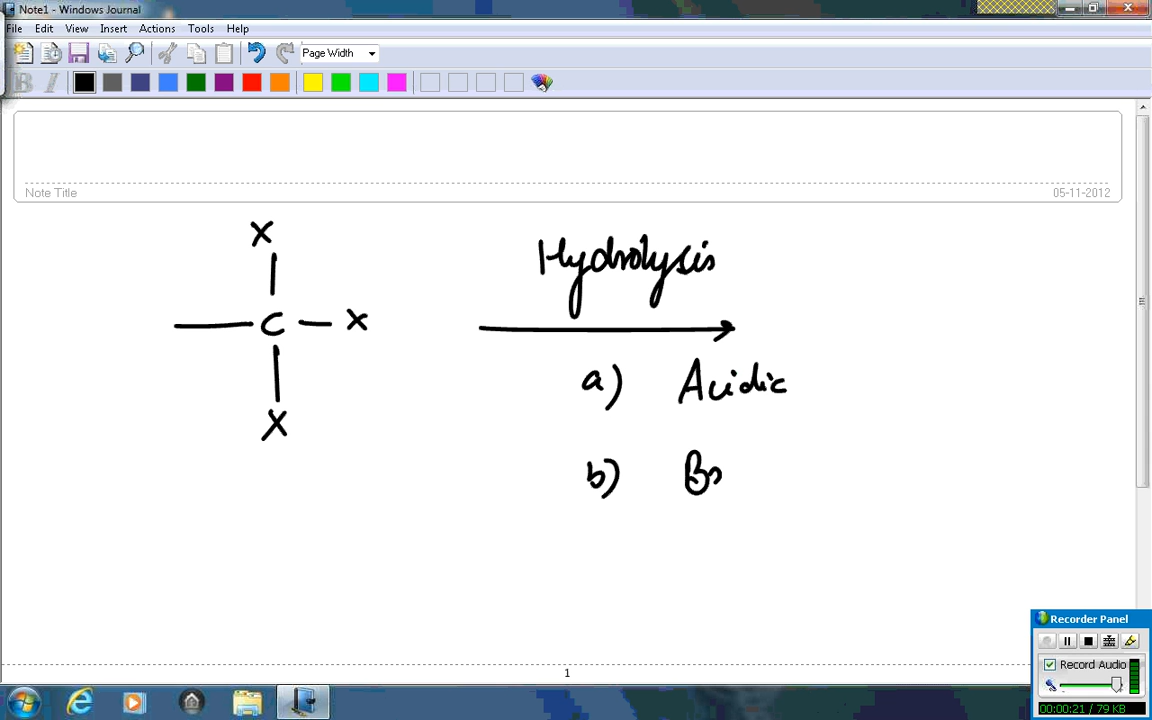 Note1 - Windows Journal
File Edit View Insert Actions Tools Help
Page Width
B I
Note Title
05-11-2012
X
C - X
X
Hydrolysis
a) Acidic
b) Bs
1
Recorder Panel
Record Audio
00:00:21 / 79 KB